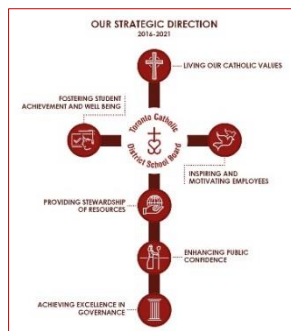 OUR STRATEGIC DIRECTION
2016-2021
LIVING OUR CATHOLIC VALUES
FOSTERING STUDENT
ACHIEVEMENT AND WELL BEING
Toronto Catholic
District School Board
INSPIRING AND
MOTIVATING EMPLOYEES
PROVIDING STEWARDSHIP
OF RESOURCES
ENHANCING PUBLIC
CONFIDENCE
ACHIEVING EXCELLENCE IN
GOVERNANCE